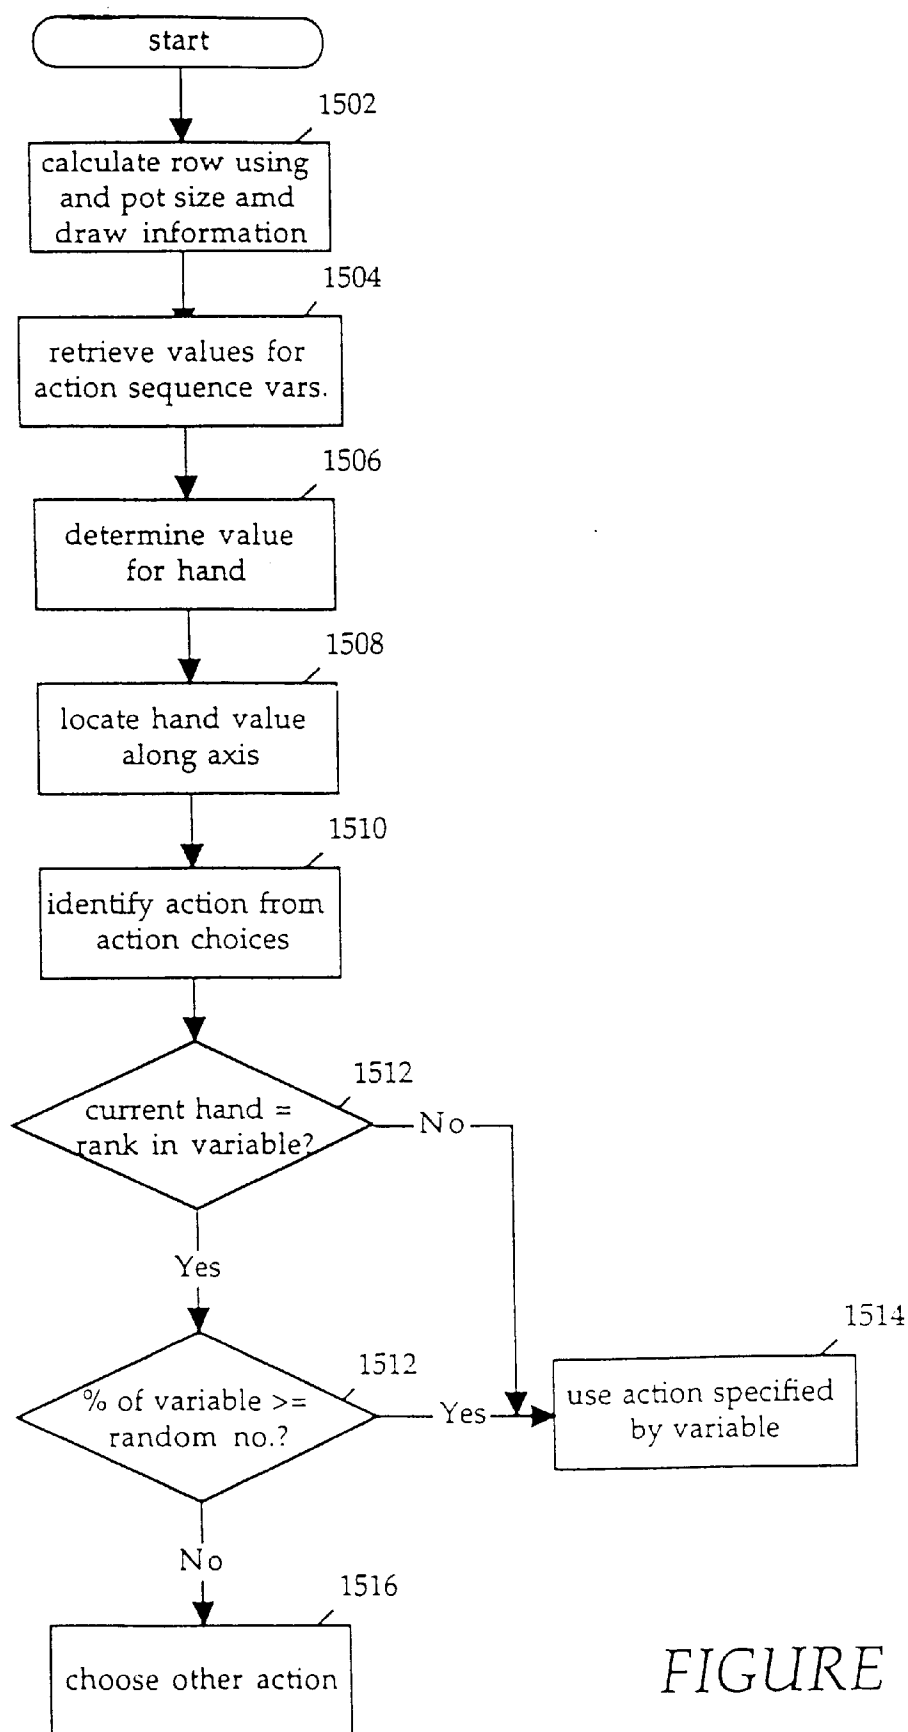 start
1502
calculate row using
and pot size amd
draw information
1504
retrieve values for
action sequence vars.
1506
determine value
for hand
1508
locate hand value
along axis
1510
identify action from
action choices
1512
current hand =
rank in variable?
No
Yes
1514
1512
% of variable >=
random no.?
Yes
use action specified
by variable
No
1516
choose other action
FIGURE